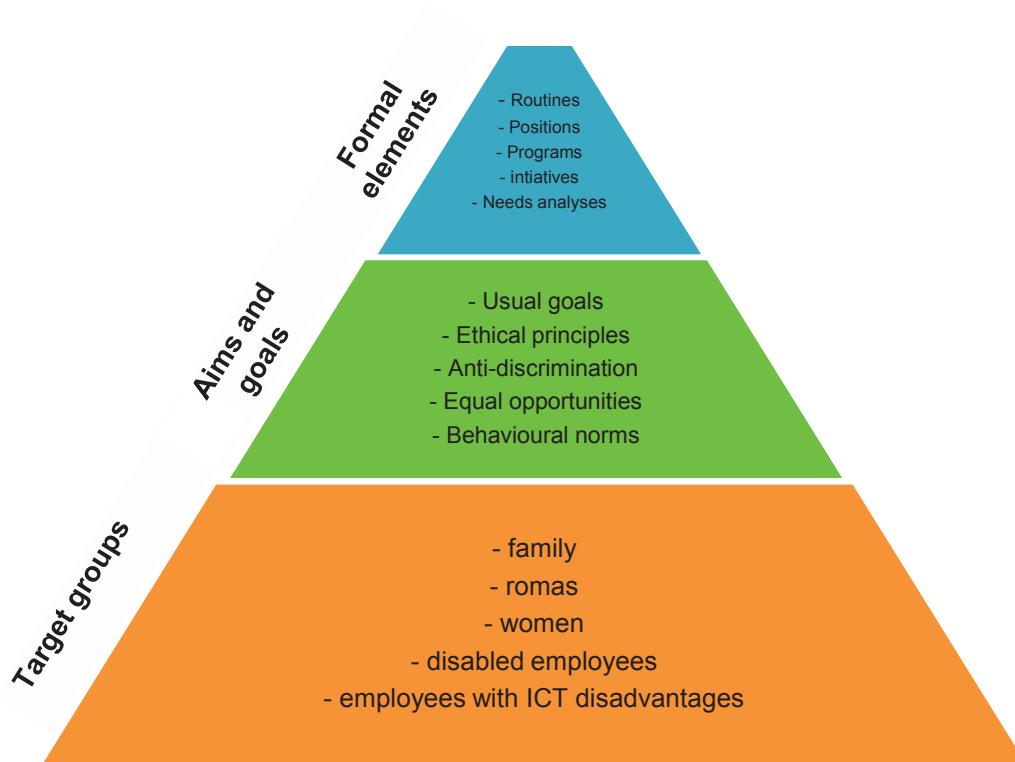 Formal
elements
- Routines
- Positions
- Programs
- intiatives
- Needs analyses
Aims and
goals
- Usual goals
- Ethical principles
- Anti-discrimination
- Equal opportunities
- Behavioural norms
Target groups
- family
- romas
- women
- disabled employees
- employees with ICT disadvantages